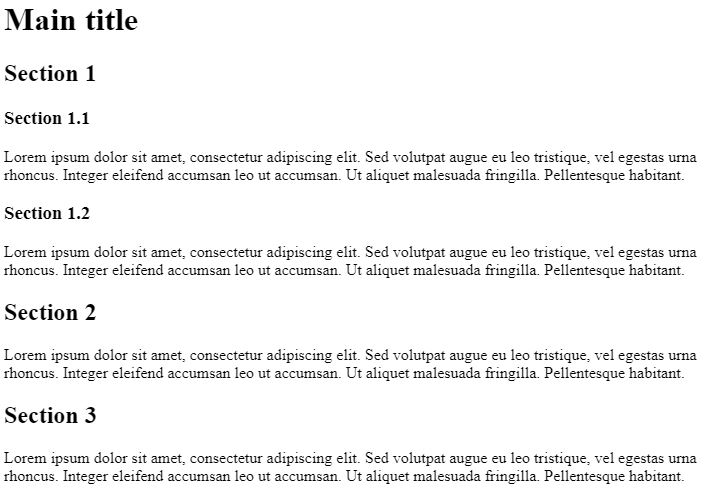 Main title
Section 1
Section 1.1
Lorem ipsum dolor sit amet, consectetur adipiscing elit. Sed volutpat augue eu leo tristique, vel egestas urna
rhoncus. Integer eleifend accumsan leo ut accumsan. Ut aliquet malesuada fringilla. Pellentesque habitant.
Section 1.2
Lorem ipsum dolor sit amet, consectetur adipiscing elit. Sed volutpat augue eu leo tristique, vel egestas urna
rhoncus. Integer eleifend accumsan leo ut accumsan. Ut aliquet malesuada fringilla. Pellentesque habitant.
Section 2
Lorem ipsum dolor sit amet, consectetur adipiscing elit. Sed volutpat augue eu leo tristique, vel egestas urna
rhoncus. Integer eleifend accumsan leo ut accumsan. Ut aliquet malesuada fringilla. Pellentesque habitant.
Section 3
Lorem ipsum dolor sit amet, consectetur adipiscing elit. Sed volutpat augue eu leo tristique, vel egestas urna
rhoncus. Integer eleifend accumsan leo ut accumsan. Ut aliquet malesuada fringilla. Pellentesque habitant.